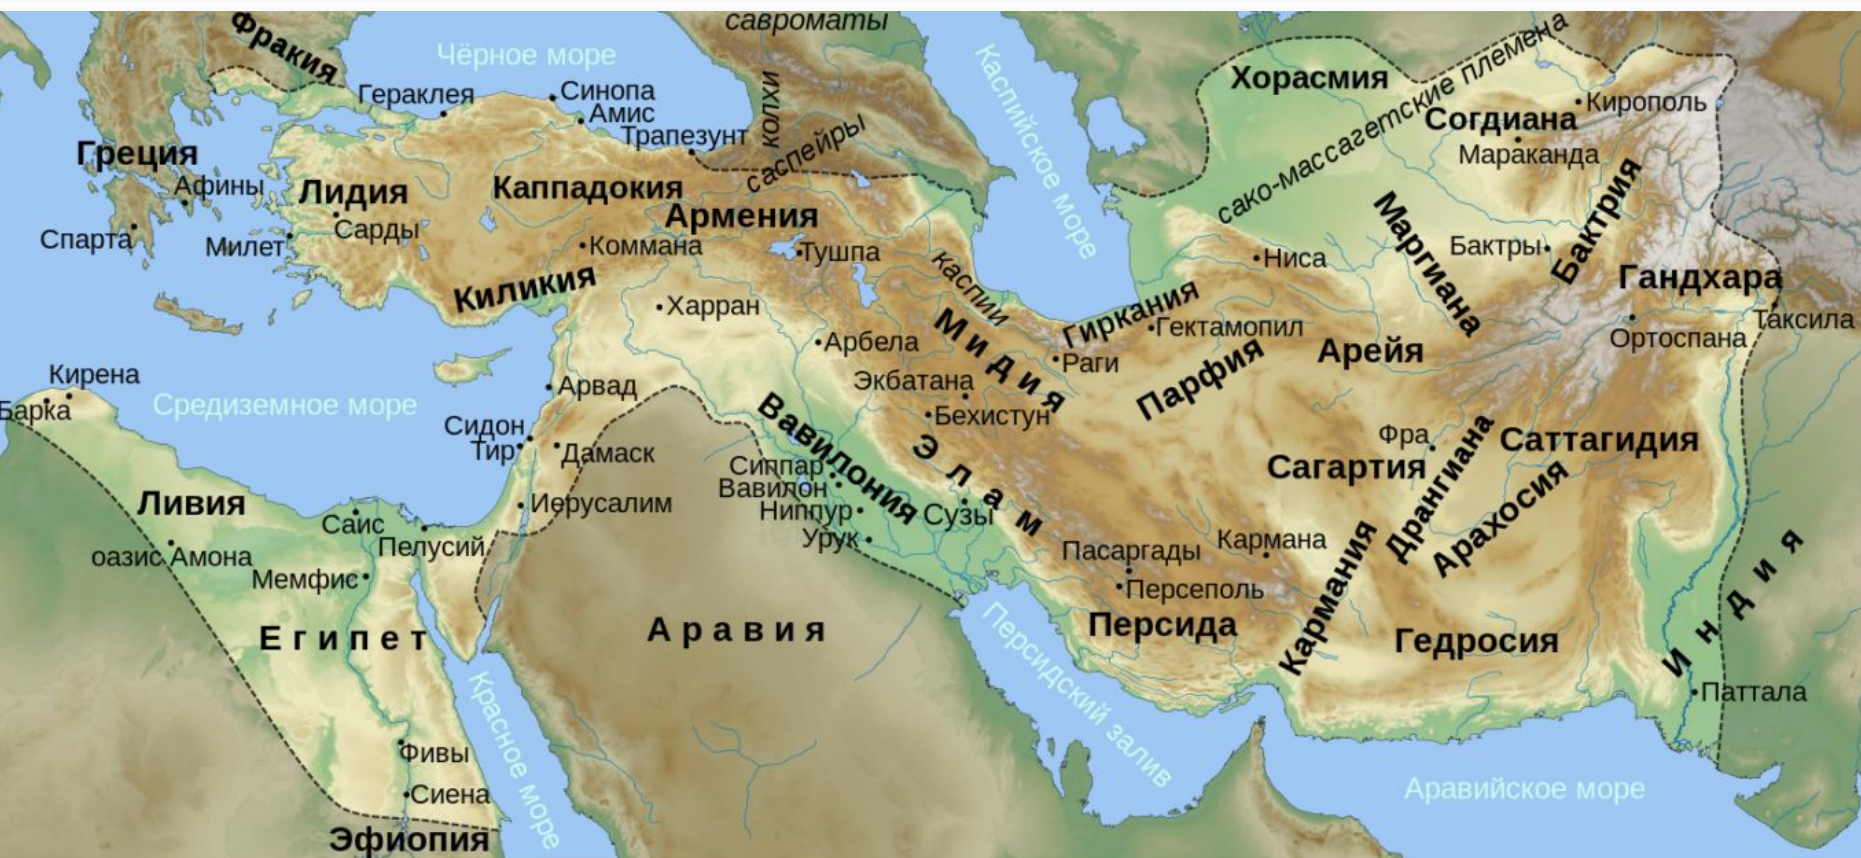 савроматы
Фракия
Чёрное море
Каспийское море
Хорасмия
сако-массагетские племена
Гераклея
Синопа
Амис
Трапезунт
колхи
саспейры
Кирополь
Согдиана
Мараканда
Греция
Афины
Спарта
Лидия
Сарды
Милет
Каппадокия
Армения
Коммана
Тушпа
Киликия
каспии
Ниса
Маргиана
Бактры
Бактрия
Гандхара
Таксила
Ортоспана
Харран
Арбела
Мидия
Гиркания
Гектамопил
Раги
Парфия
Арейя
Экбатана
Бехистун
Кирена
Барка
Средиземное море
Арвад
Сидон
Тир
Дамаск
Иерусалим
Вавилония
Сиппар
Вавилон
Ниппур
Урук
Элам
Сузы
Фра
Сагартия
Дрангиана
Саттагидия
Арахосия
Ливия
Саис
Пелусий
оазис Амона
Мемфис
Египет
Аравия
Пасаргады
Кармана
Персеполь
Персида
Кармания
Гедросия
Индия
Паттала
Персидский залив
Красное море
Фивы
Сиена
Эфиопия
Аравийское море